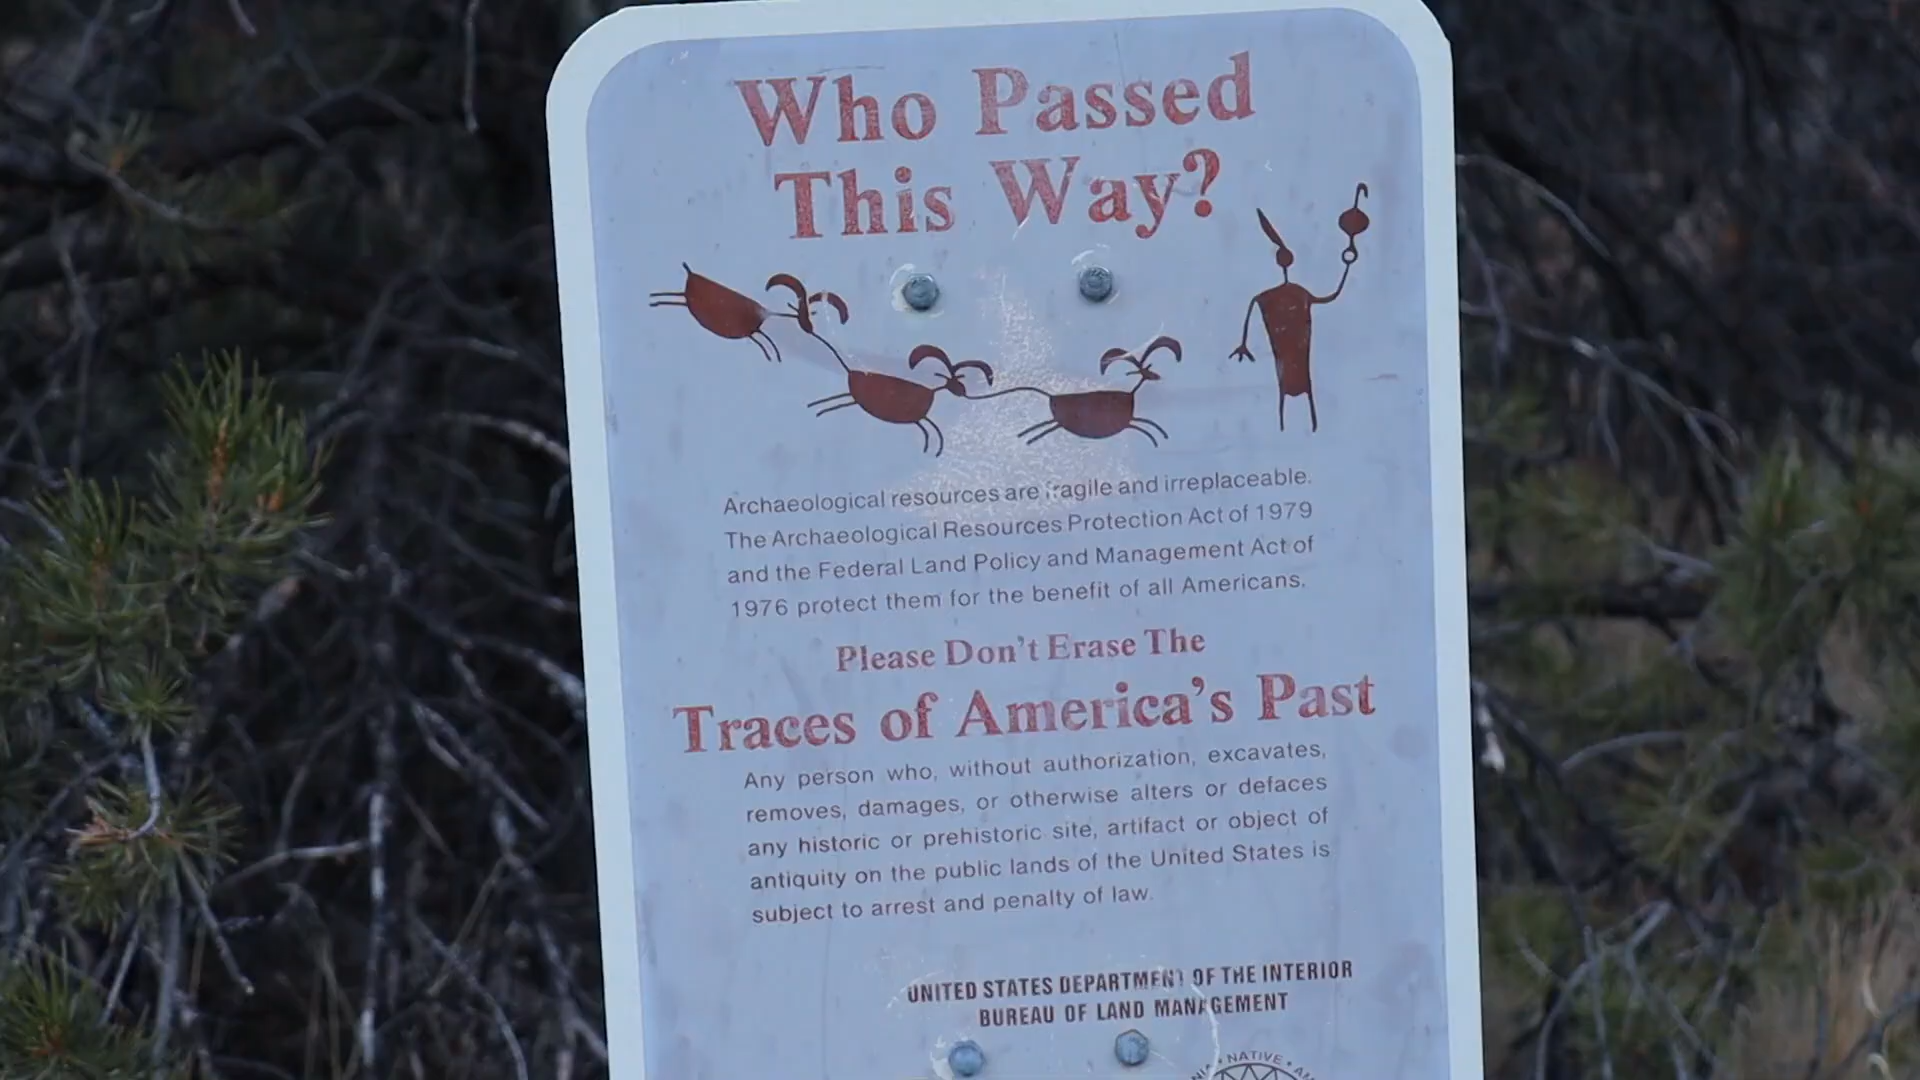 Who Passed
This Way?
Archaeological resources are fragile and irreplaceable.
The Archaeological Resources Protection Act of 1979
and the Federal Land Policy and Management Act of
1976 protect them for the benefit of all Americans.
Please Don't Erase The
Traces of America's Past
Any person who, without authorization, excavates,
removes, damages, or otherwise alters or defaces
any historic or prehistoric site, artifact or object of
antiquity on the public lands of the United States is
subject to arrest and penalty of law.
UNITED STATES DEPARTMENT OF THE INTERIOR
BUREAU OF LAND MANAGEMENT
• NATIVE •